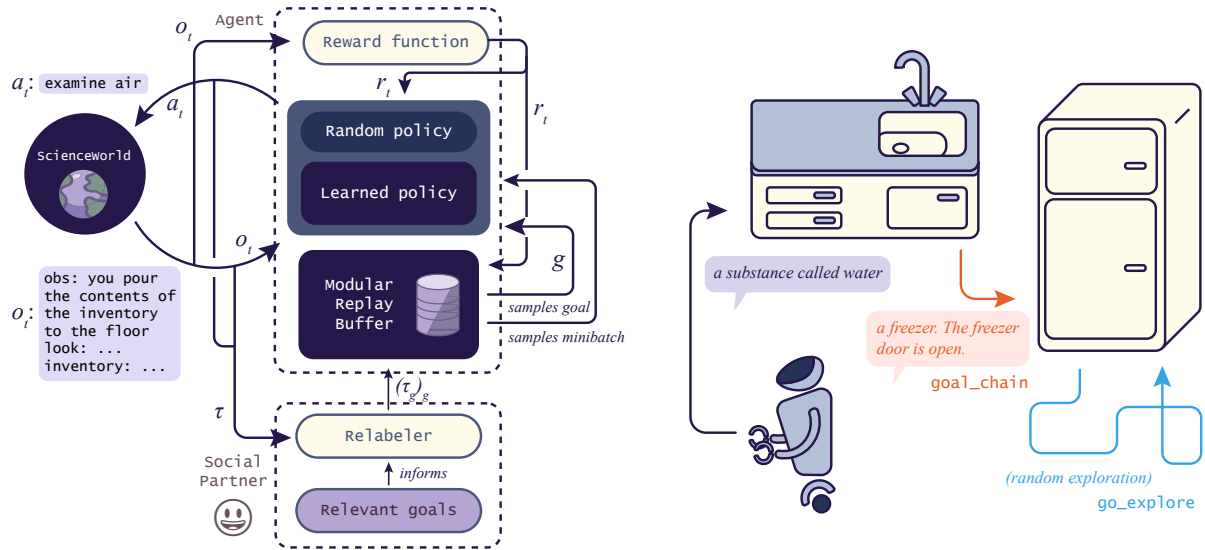 Agent
o_t
Reward function
a_t: examine air
a_t
r_t
r_t
Random policy
ScienceWorld
Learned policy
o_t
g
obs: you pour
the contents of
the inventory
to the floor
look: ...
inventory: ...
o_t:
Modular
Replay
Buffer
samples goal
samples minibatch
(τ_g)_g
τ
Relabeler
informs
Social
Partner
Relevant goals
a substance called water
a freezer. The freezer
door is open.
goal_chain
(random exploration)
go_explore